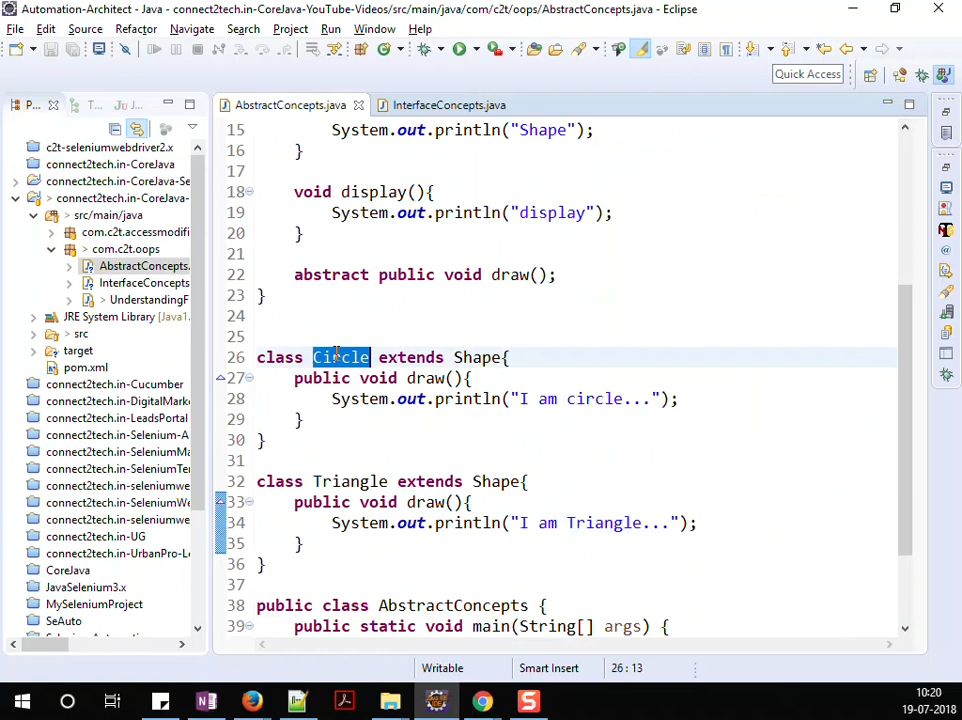 Automation-Architect - Java - connect2tech.in-CoreJava-YouTube-Videos/src/main/java/com/c2t/oops/AbstractConcepts.java - Eclipse
File Edit Source Refactor Navigate Search Project Run Window Help
Quick Access
P... T... J...
AbstractConcepts.java InterfaceConcepts.java
c2t-seleniumwebdriver2.x
connect2tech.in-CoreJava
connect2tech.in-CoreJava-Se
> connect2tech.in-CoreJava-
> src/main/java
com.c2t.accessmodifi
> com.c2t.oops
AbstractConcepts.
InterfaceConcepts
> UnderstandingF
JRE System Library [Java1.
> src
target
pom.xml
connect2tech.in-Cucumber
connect2tech.in-DigitalMarke
connect2tech.in-LeadsPortal
connect2tech.in-Selenium-A
connect2tech.in-SeleniumMa
connect2tech.in-SeleniumTer
connect2tech.in-seleniumwe
connect2tech.in-SeleniumWe
connect2tech.in-seleniumwe
connect2tech.in-UG
connect2tech.in-UrbanPro-Le
CoreJava
JavaSelenium3.x
MySeleniumProject
SeAuto
15 System.out.println("Shape");
16 }
17
18 void display(){
19 System.out.println("display");
20 }
21
22 abstract public void draw();
23 }
24
25
26 class Circle extends Shape{
27 public void draw(){
28 System.out.println("I am circle...");
29 }
30 }
31
32 class Triangle extends Shape{
33 public void draw(){
34 System.out.println("I am Triangle...");
35 }
36 }
37
38 public class AbstractConcepts {
39 public static void main(String[] args) {
Writable Smart Insert 26 : 13
10:20
19-07-2018